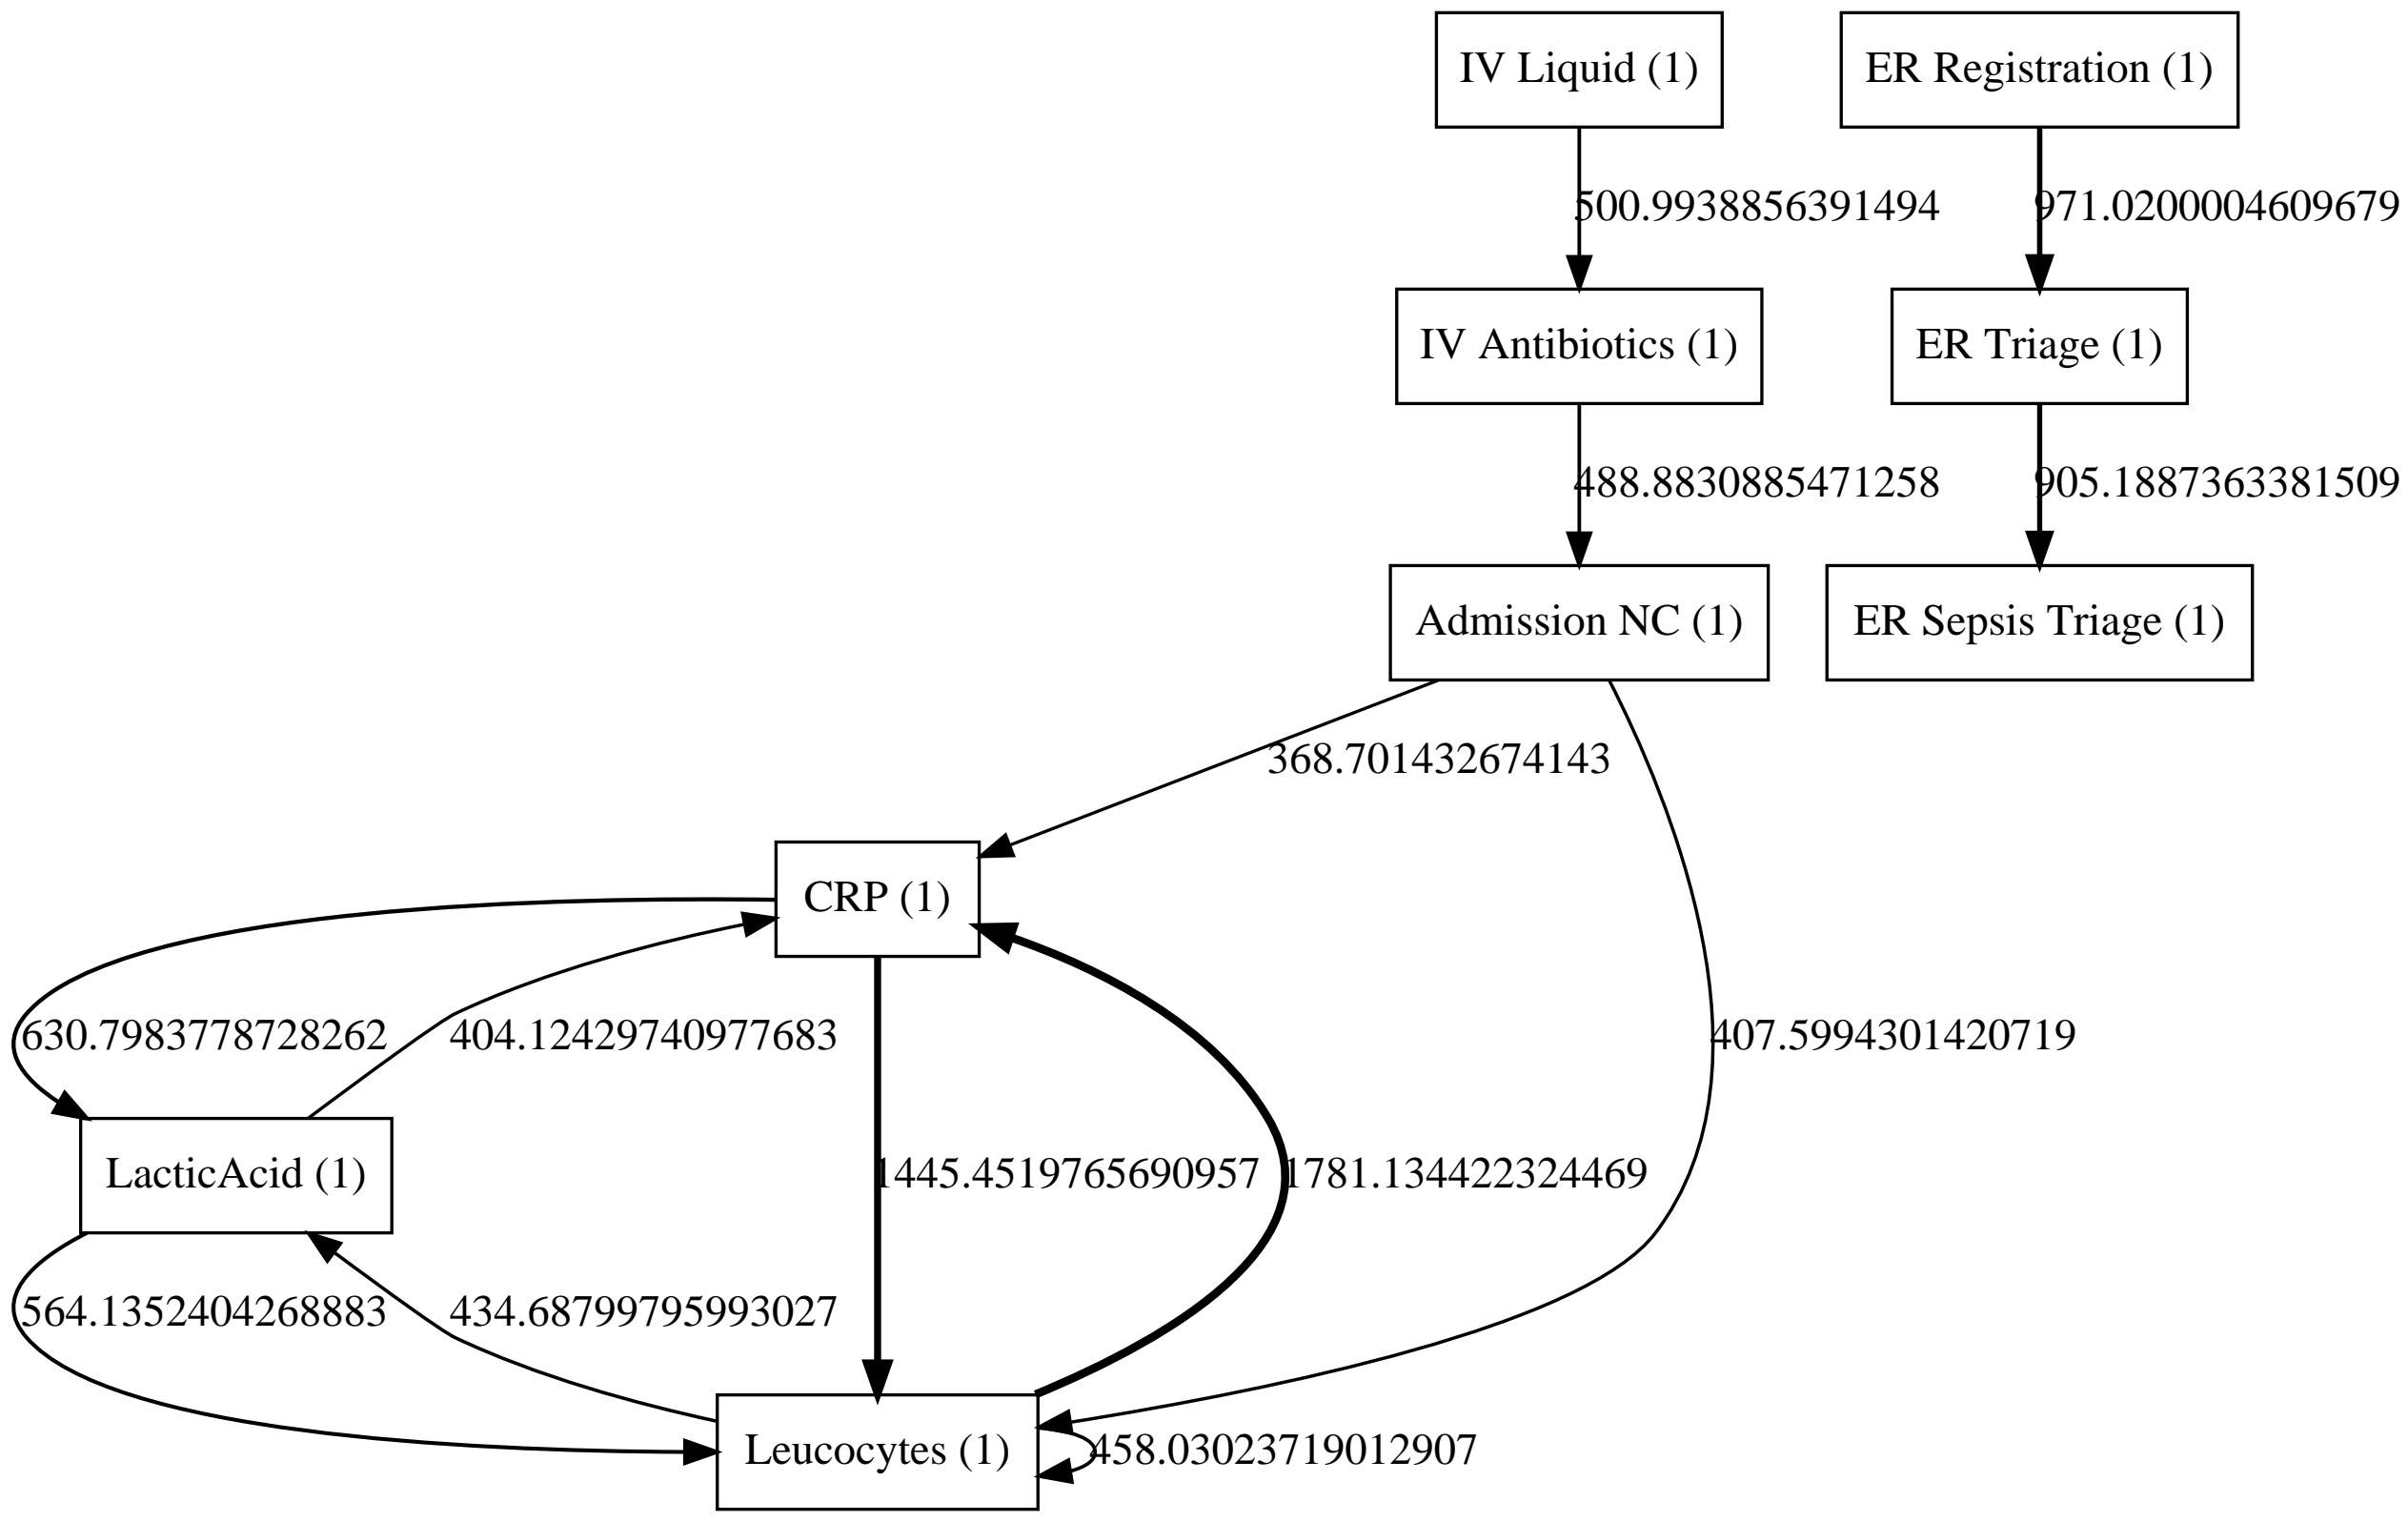 IV Liquid (1)
ER Registration (1)
500.9938856391494
971.0200004609679
IV Antibiotics (1)
ER Triage (1)
488.8830885471258
905.1887363381509
Admission NC (1)
ER Sepsis Triage (1)
368.701432674143
CRP (1)
630.7983778728262
404.12429740977683
407.5994301420719
LacticAcid (1)
1445.4519765690957
1781.134422324469
564.1352404268883
434.68799795993027
Leucocytes (1)
458.03023719012907